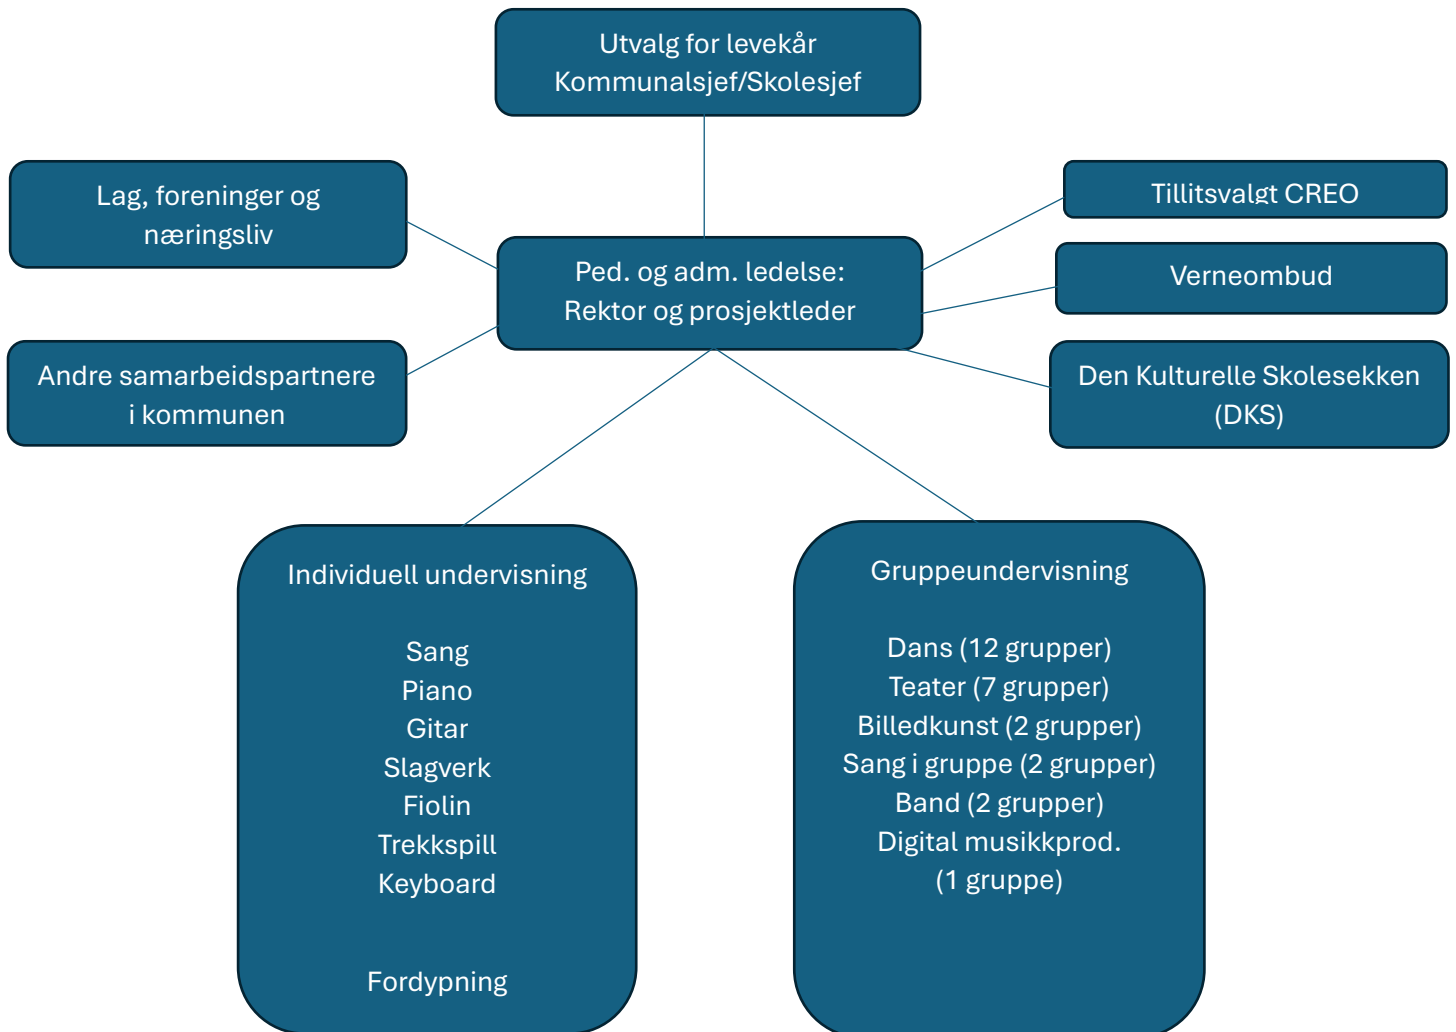 Utvalg for levekår
Kommunalsjef/Skolesjef
Lag, foreninger og
næringsliv
Tillitsvalgt CREO
Ped. og adm. ledelse:
Rektor og prosjektleder
Verneombud
Andre samarbeidspartnere
i kommunen
Den Kulturelle Skolesekken
(DKS)
Individuell undervisning
Sang
Piano
Gitar
Slagverk
Fiolin
Trekkspill
Keyboard
Fordypning
Gruppeundervisning
Dans (12 grupper)
Teater (7 grupper)
Billedkunst (2 grupper)
Sang i gruppe (2 grupper)
Band (2 grupper)
Digital musikkprod.
(1 gruppe)